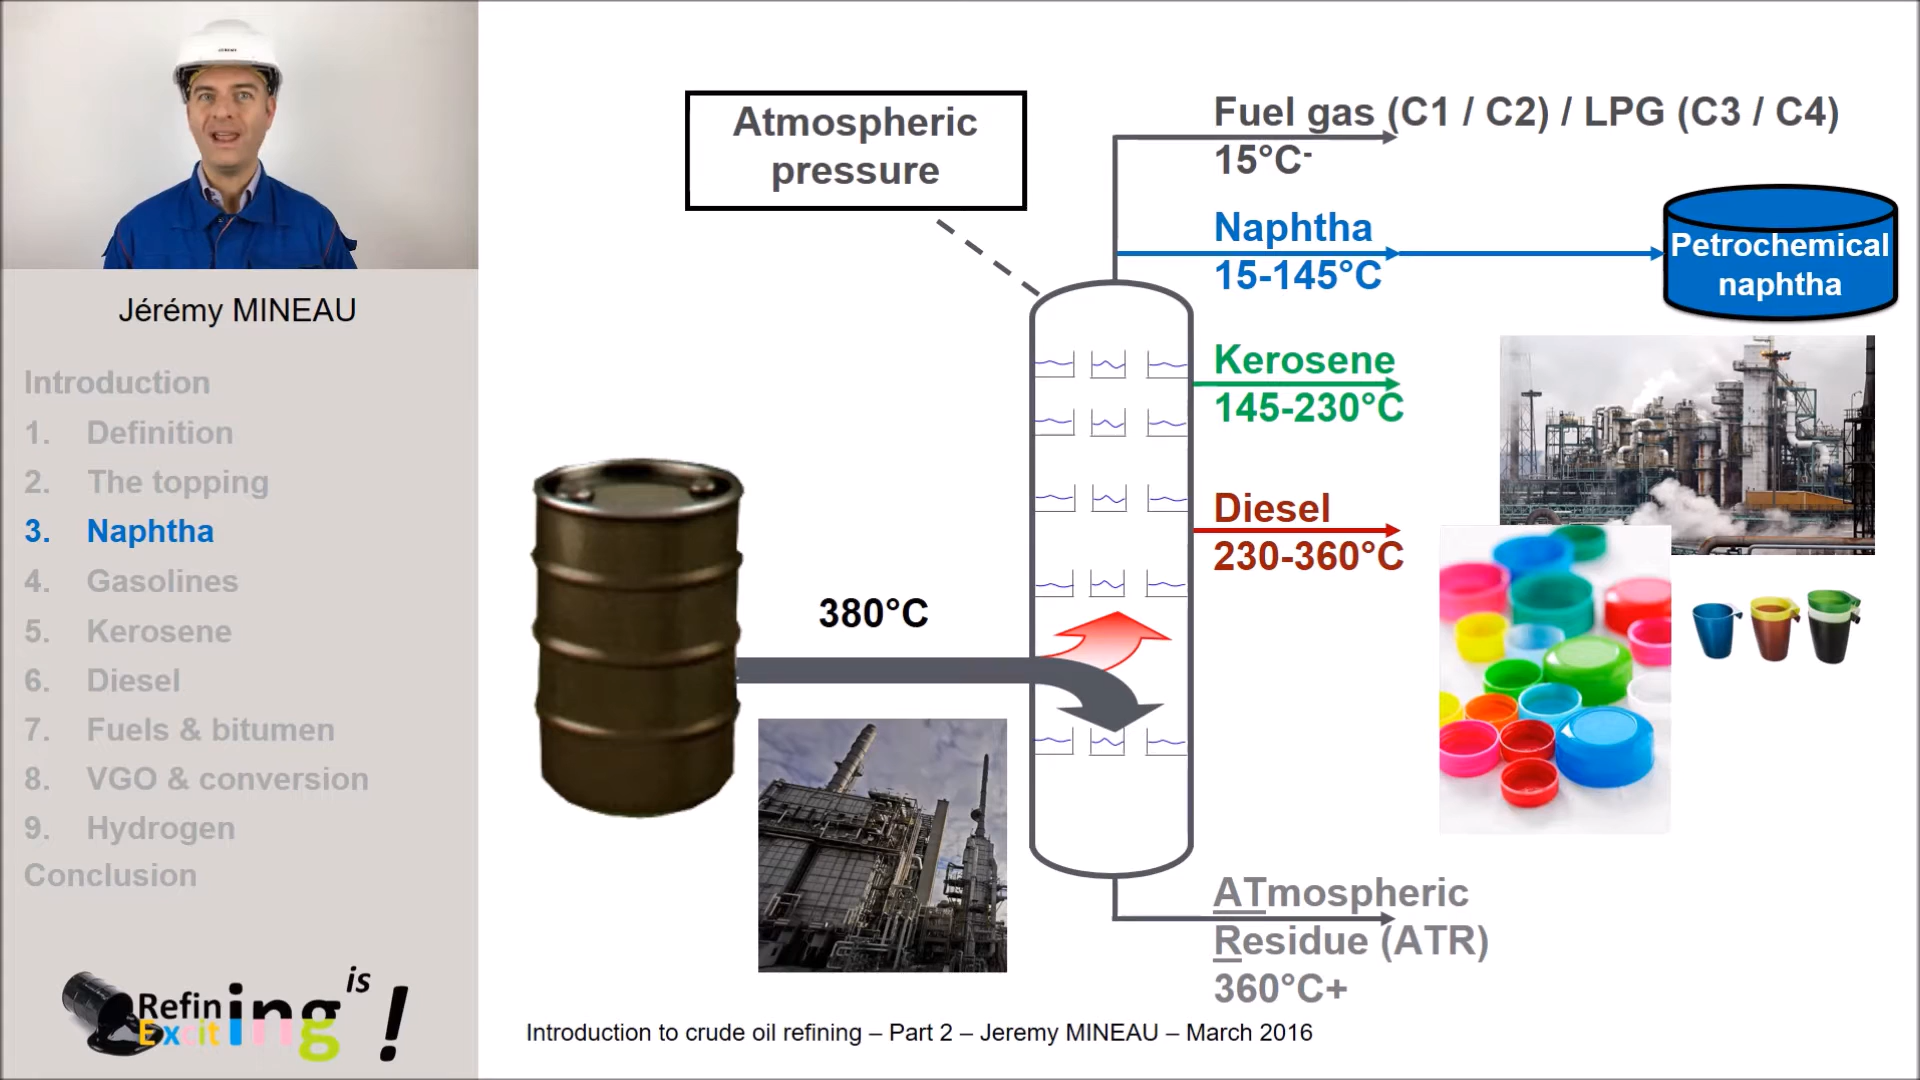 Jérémy MINEAU
Introduction
1. Definition
2. The topping
3. Naphtha
4. Gasolines
5. Kerosene
6. Diesel
7. Fuels & bitumen
8. VGO & conversion
9. Hydrogen
Conclusion
Refining is
Exciting !
Atmospheric
pressure
Fuel gas (C1 / C2) / LPG (C3 / C4)
15°C-
Naphtha
15-145°C
Petrochemical
naphtha
Kerosene
145-230°C
Diesel
230-360°C
380°C
ATmospheric
Residue (ATR)
360°C+
Introduction to crude oil refining – Part 2 – Jeremy MINEAU – March 2016